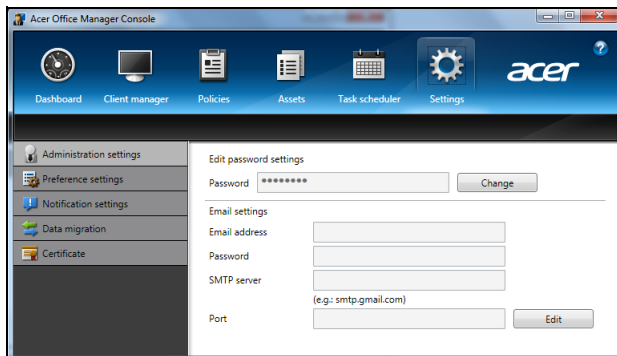 Acer Office Manager Console
?
acer
Dashboard Client manager Policies Assets Task scheduler Settings
Administration settings
Preference settings
Notification settings
Data migration
Certificate
Edit password settings
Password ******** Change
Email settings
Email address
Password
SMTP server
(e.g.: smtp.gmail.com)
Port Edit